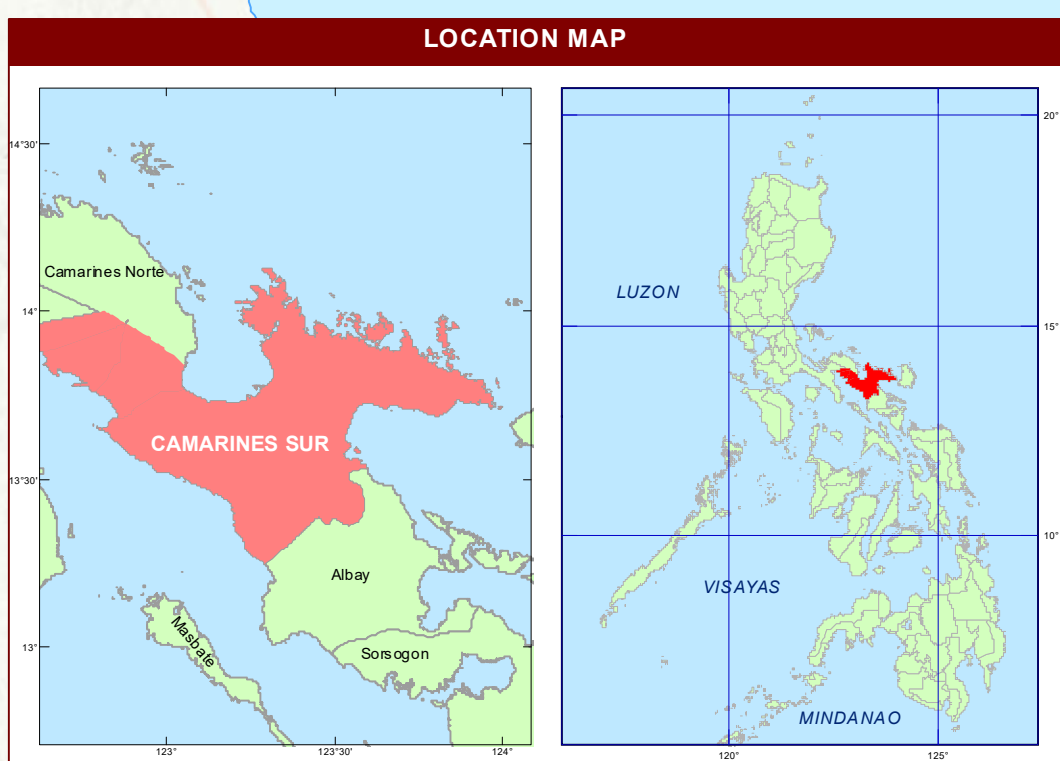 LOCATION MAP
14°30'
14°
13°30'
13°
123°
123°30'
124°
Camarines Norte
CAMARINES SUR
Albay
Masbate
Sorsogon
20°
15°
10°
120°
125°
LUZON
VISAYAS
MINDANAO